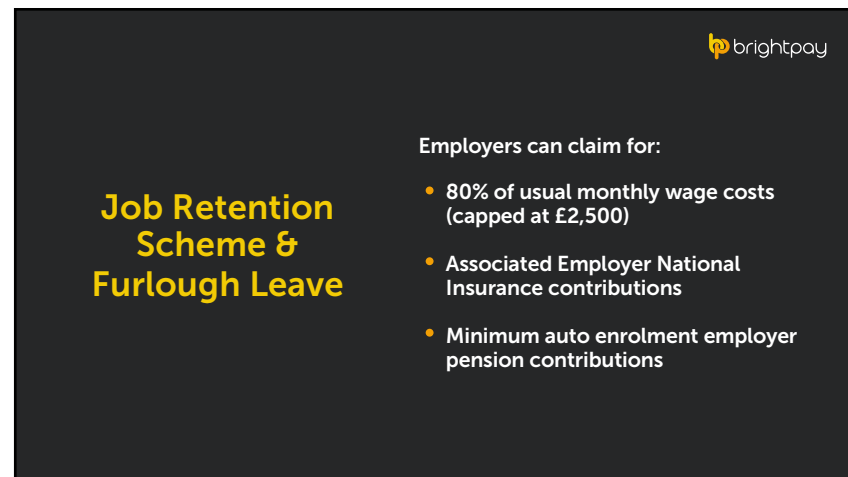 brightpay
Job Retention
Scheme &
Furlough Leave
Employers can claim for:
• 80% of usual monthly wage costs
(capped at £2,500)
• Associated Employer National
Insurance contributions
• Minimum auto enrolment employer
pension contributions